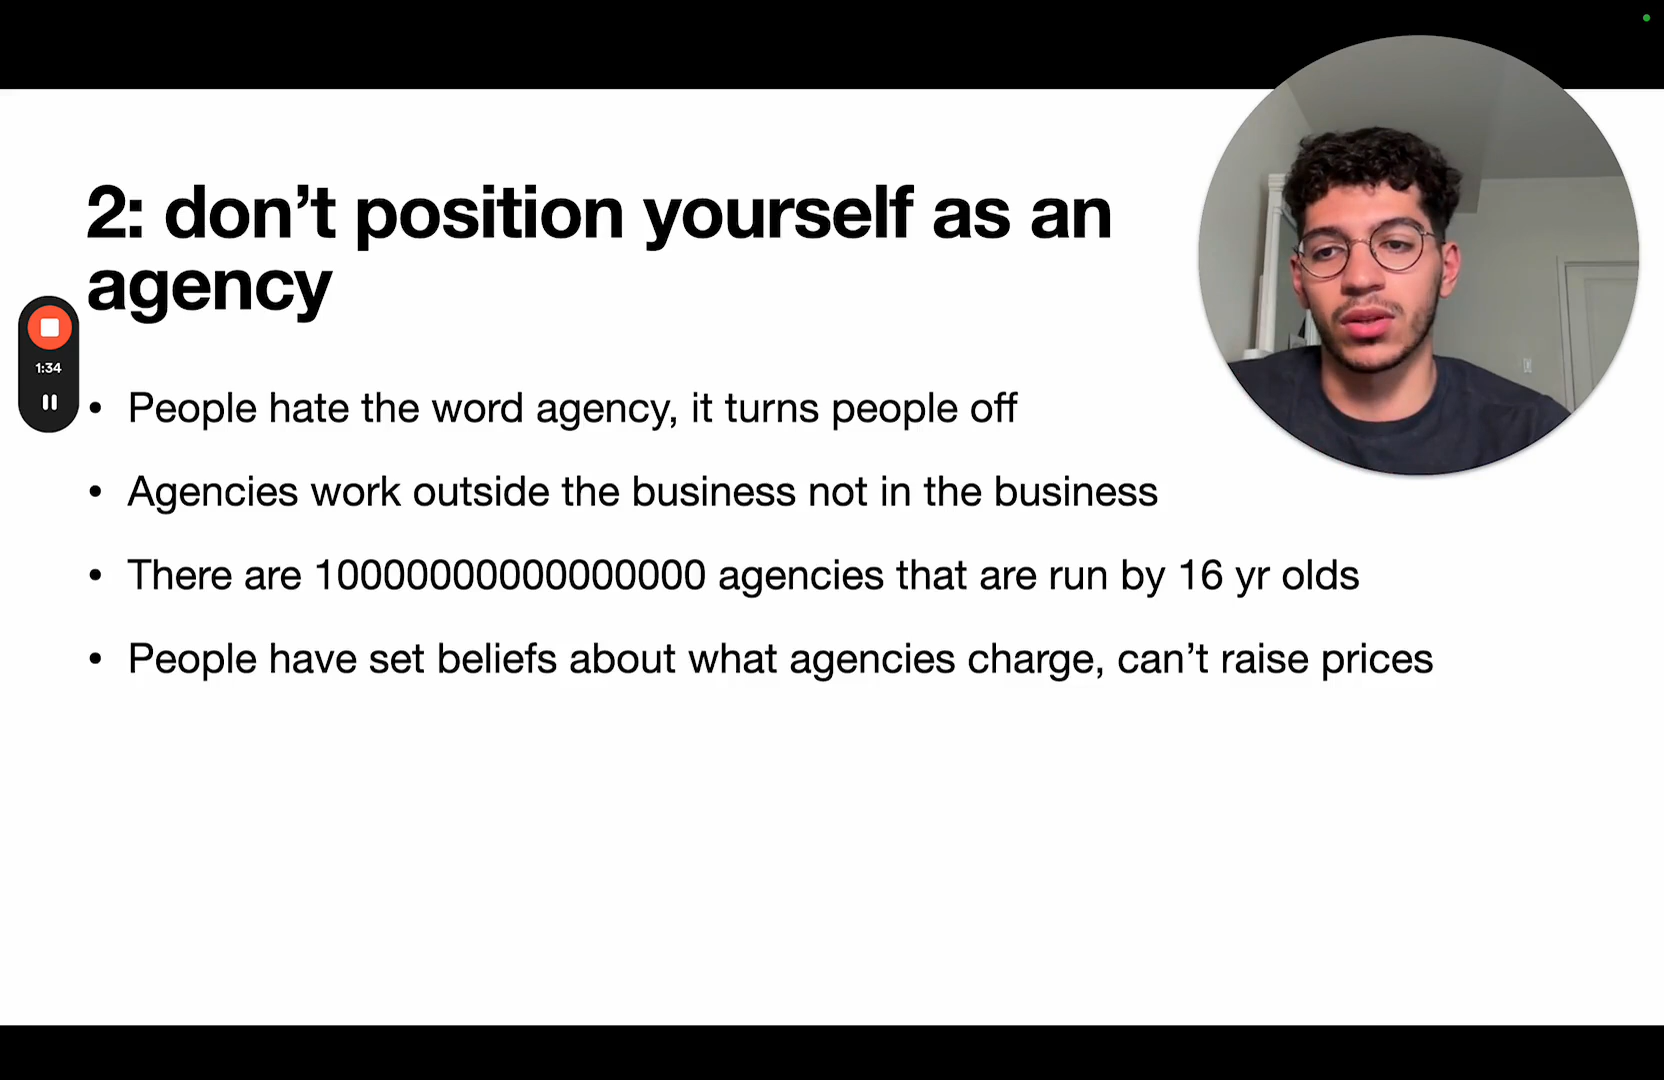 2: don’t position yourself as an
agency
1:34
• People hate the word agency, it turns people off
• Agencies work outside the business not in the business
• There are 10000000000000000 agencies that are run by 16 yr olds
• People have set beliefs about what agencies charge, can’t raise prices